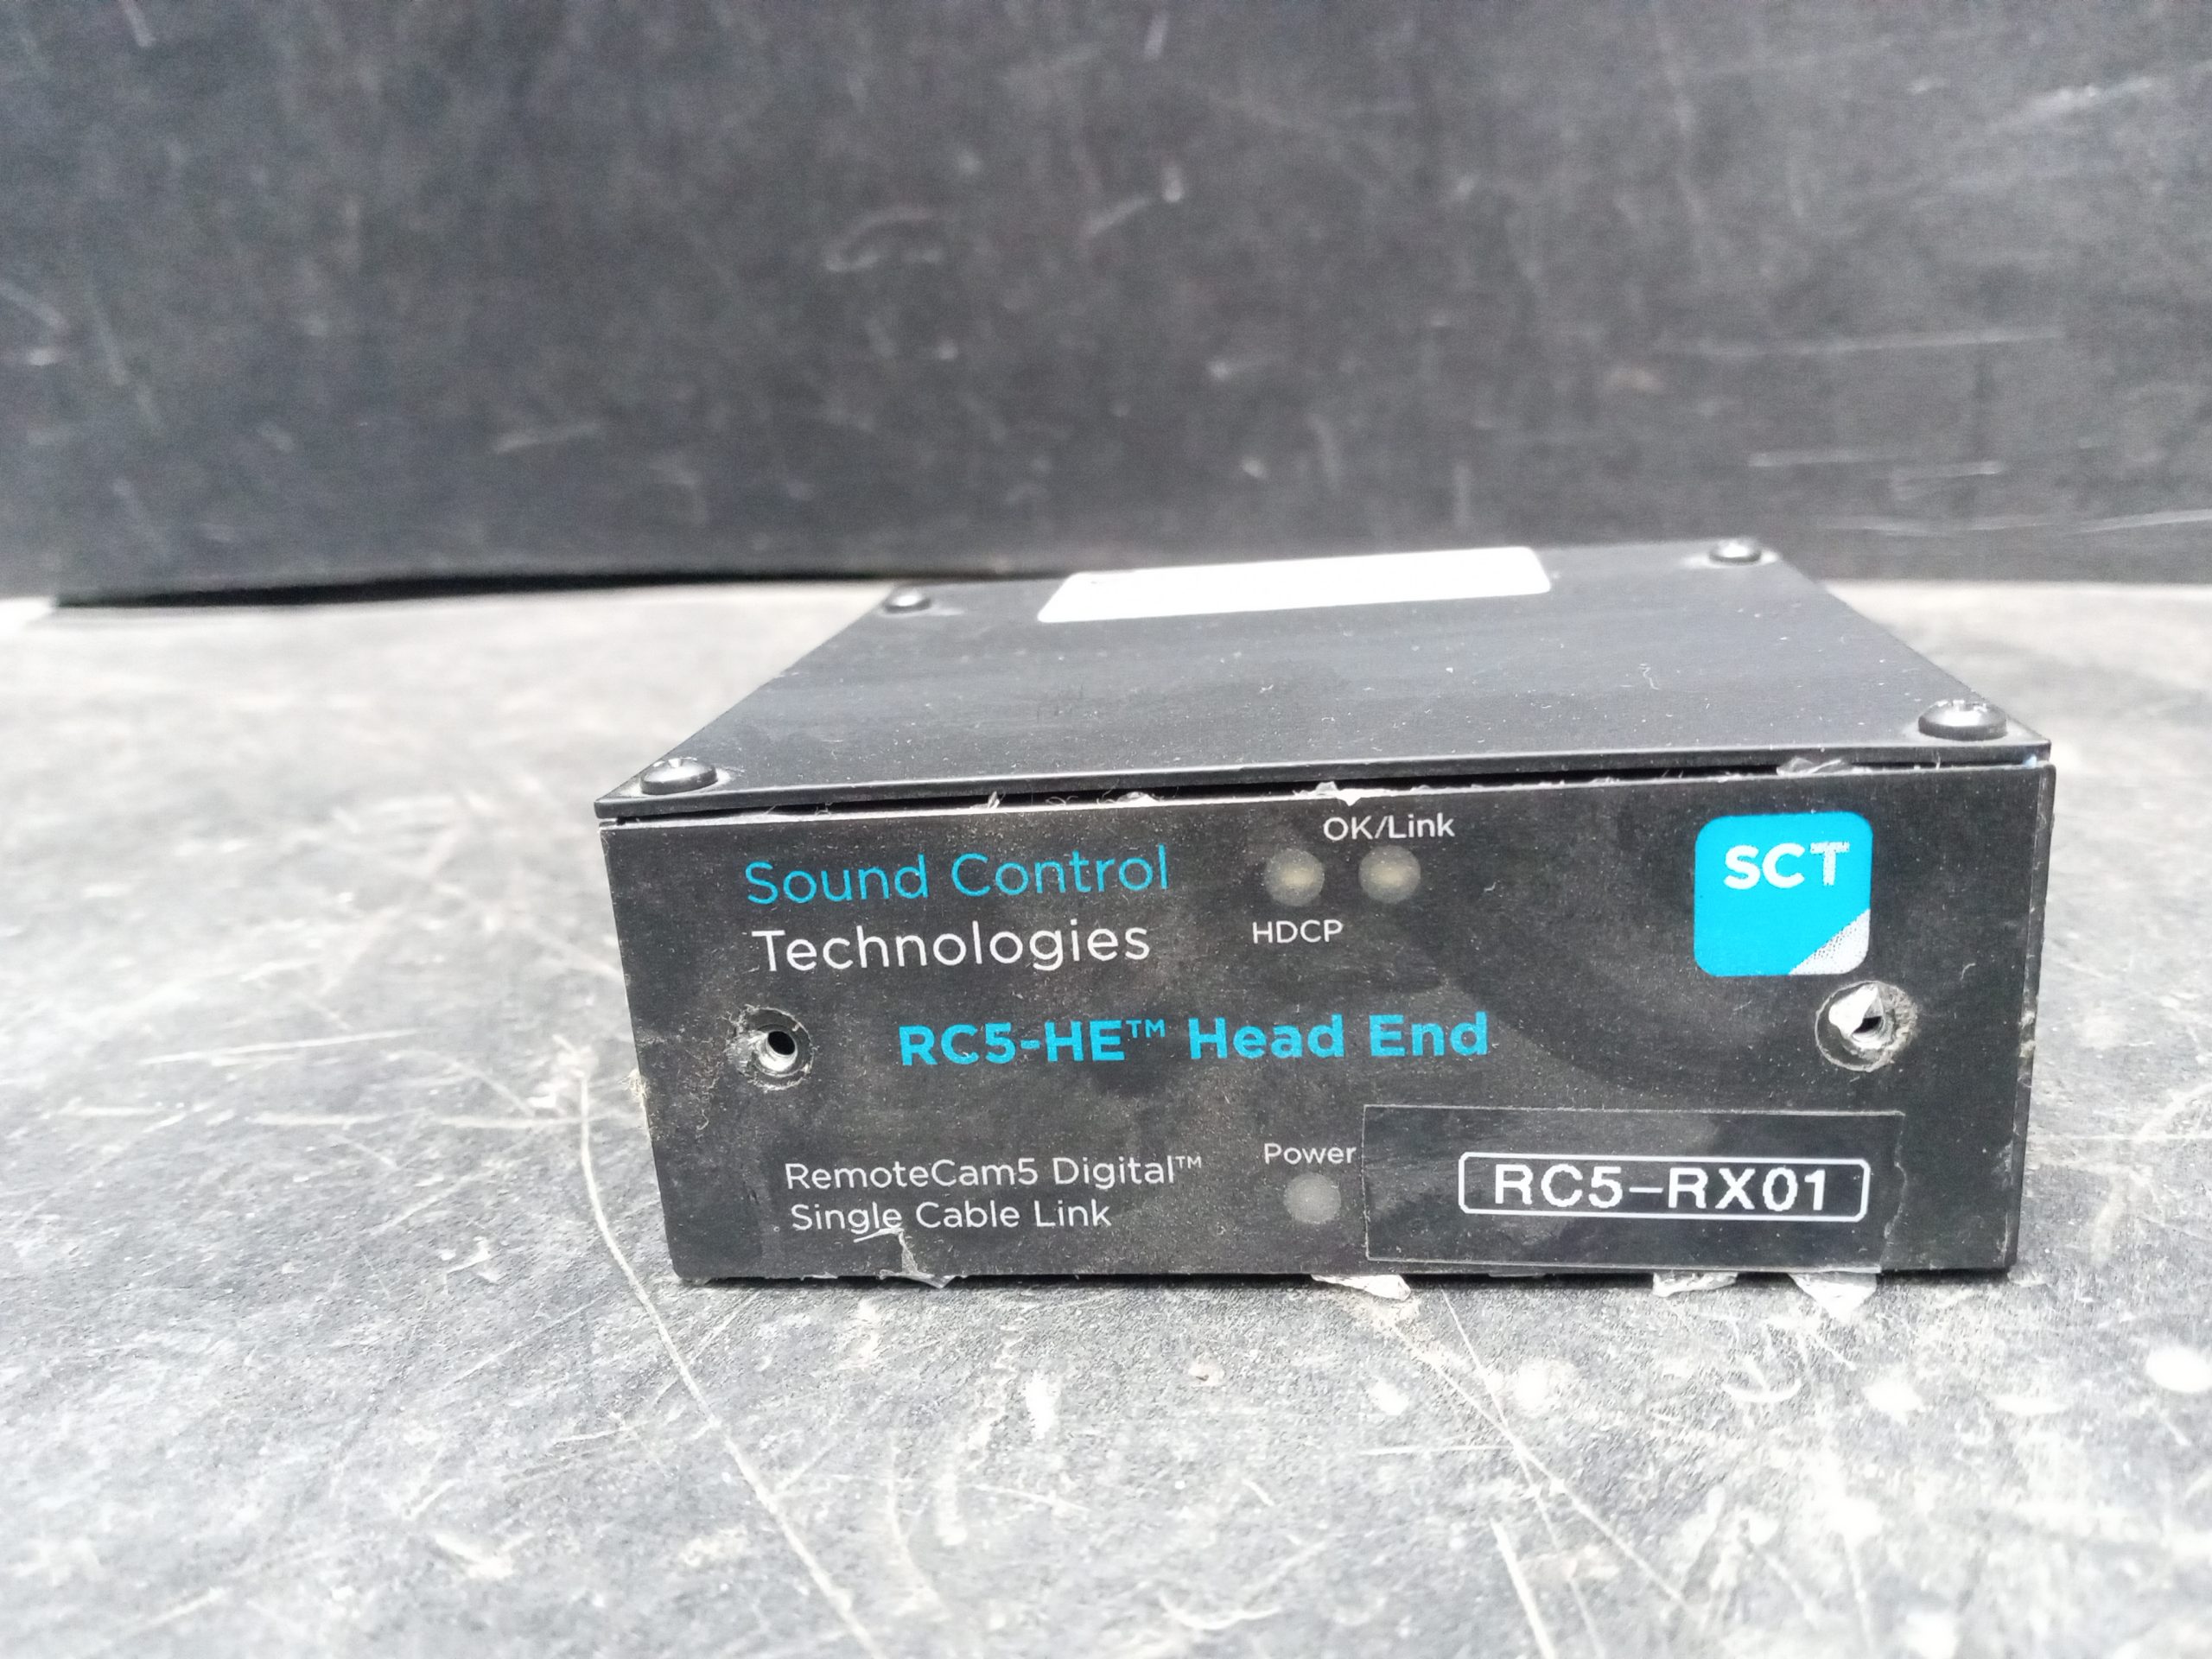 Sound Control
Technologies
OK/Link
HDCP
SCT
RC5-HE™ Head End
RemoteCam5 Digital™
Single Cable Link
Power
RC5-RX01